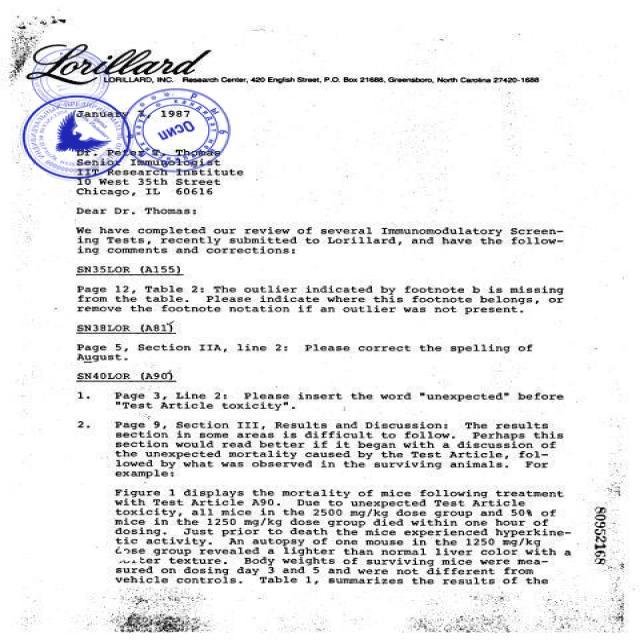 Lorillard
LORILLARD, INC. Research Center, 420 English Street, P.O. Box 21688, Greensboro, North Carolina 27420-1688
January 1987
Dr. Peter T. Thomas
Senior Immunologist
IIT Research Institute
10 West 35th Street
Chicago, IL 60616
Dear Dr. Thomas:
We have completed our review of several Immunomodulatory Screen-
ing Tests, recently submitted to Lorillard, and have the follow-
ing comments and corrections:
SN35LOR (A155)
Page 12, Table 2: The outlier indicated by footnote b is missing
from the table. Please indicate where this footnote belongs, or
remove the footnote notation if an outlier was not present.
SN38LOR (A81)
Page 5, Section IIA, line 2: Please correct the spelling of
August.
SN40LOR (A90)
1. Page 3, Line 2: Please insert the word "unexpected" before
"Test Article toxicity".
2. Page 9, Section III, Results and Discussion: The results
section in some areas is difficult to follow. Perhaps this
section would read better if it began with a discussion of
the unexpected mortality caused by the Test Article, fol-
lowed by what was observed in the surviving animals. For
example:
Figure 1 displays the mortality of mice following treatment
with Test Article A90. Due to unexpected Test Article
toxicity, all mice in the 2500 mg/kg dose group and 50% of
mice in the 1250 mg/kg dose group died within one hour of
dosing. Just prior to death the mice experienced hyperkine-
tic activity. An autopsy of one mouse in the 1250 mg/kg
dose group revealed a lighter than normal liver color with a
texture. Body weights of surviving mice were mea-
sured on dosing day 3 and 5 and were not different from
vehicle controls. Table 1, summarizes the results of the
80952168
Осип